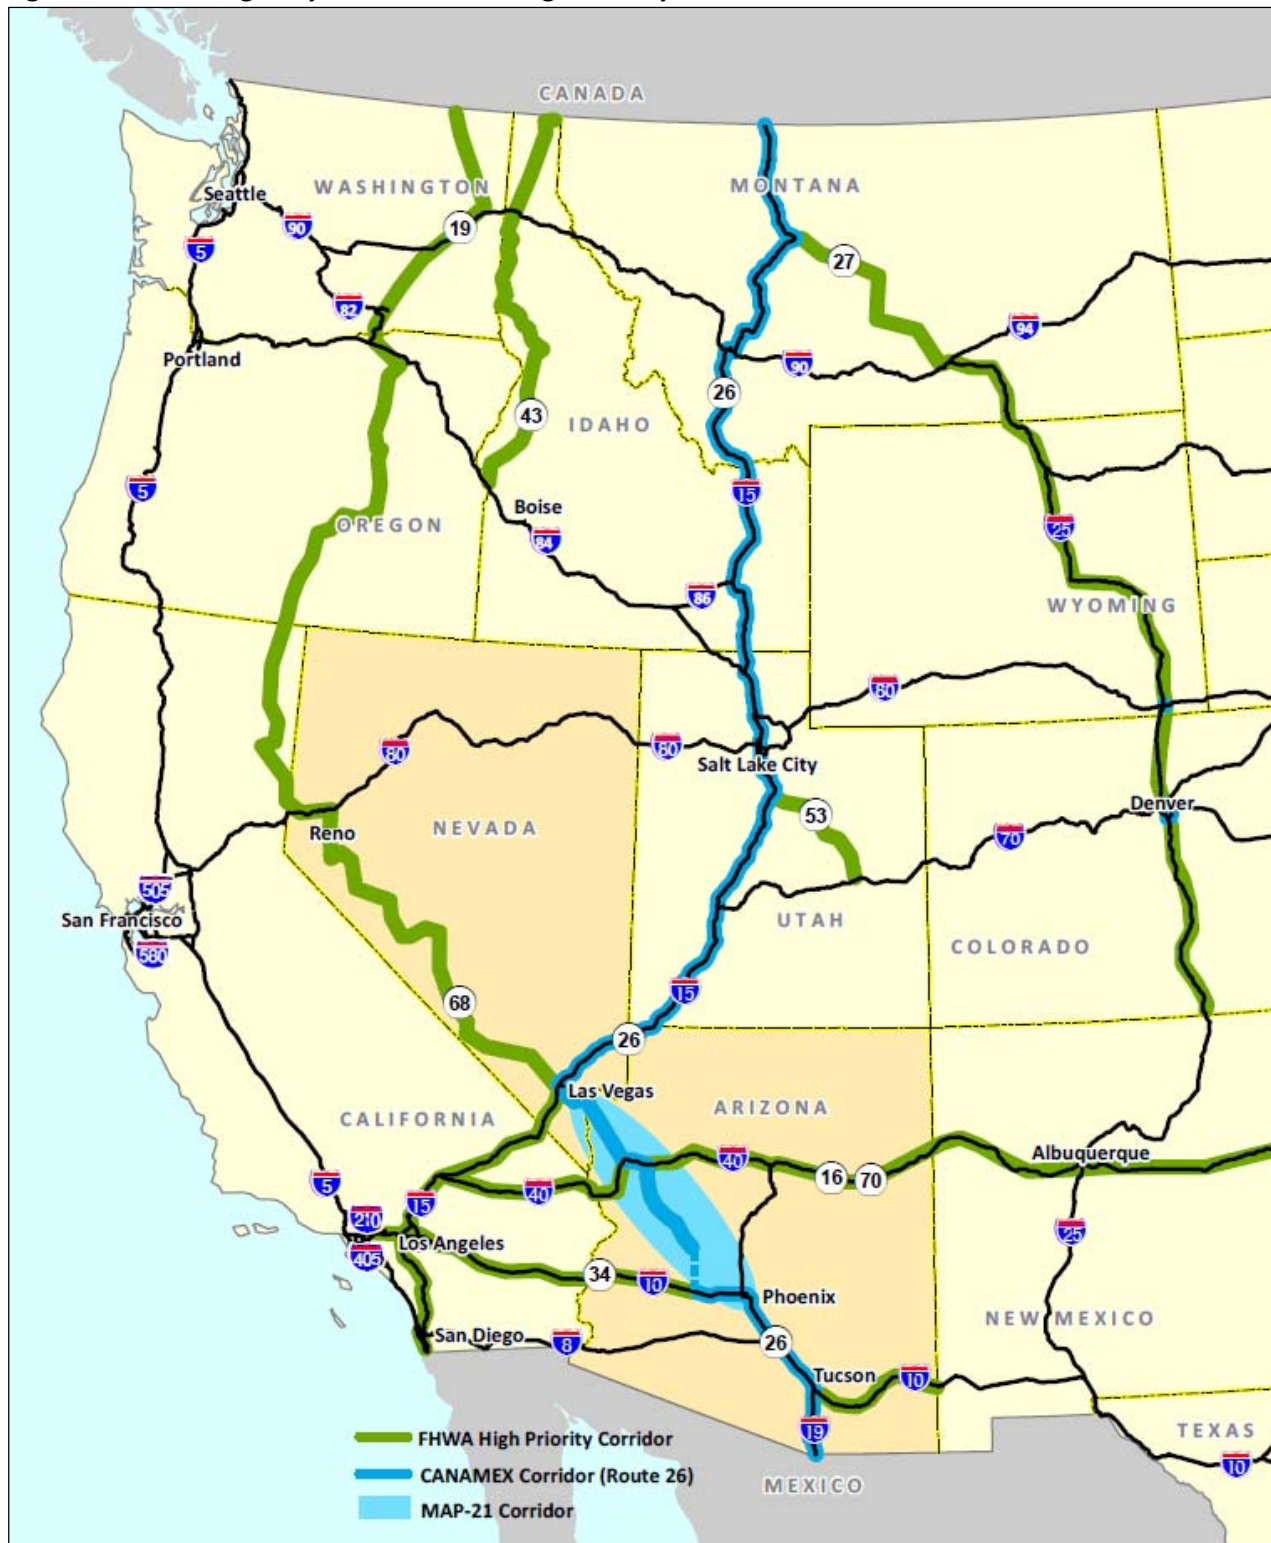 CANADA
WASHINGTON
MONTANA
Seattle
90
19
5
27
82
94
Portland
90
26
43
IDAHO
5
15
Boise
OREGON
84
25
86
WYOMING
80
80
80
Salt Lake City
Denver
53
Reno
NEVADA
70
505
San Francisco
UTAH
COLORADO
580
15
68
26
Las Vegas
ARIZONA
CALIFORNIA
Albuquerque
40
16
70
5
40
15
210
25
Los Angeles
405
34
10
Phoenix
NEW MEXICO
San Diego
8
26
Tucson
10
19
TEXAS
FHWA High Priority Corridor
10
CANAMEX Corridor (Route 26)
MEXICO
MAP-21 Corridor